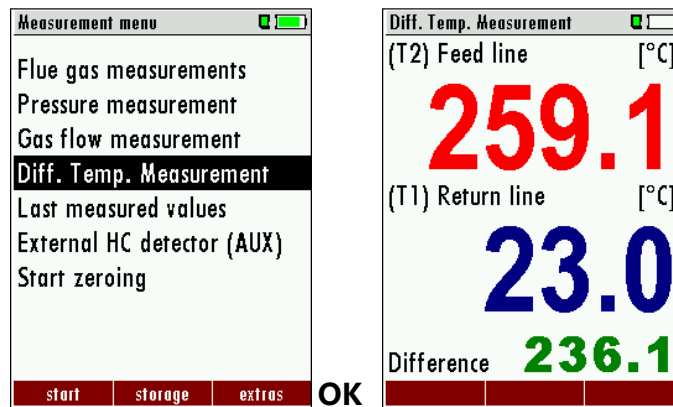 Measurement menu
Flue gas measurements
Pressure measurement
Gas flow measurement
Diff. Temp. Measurement
Last measured values
External HC detector (AUX)
Start zeroing
start storage extras
OK
Diff. Temp. Measurement
(T2) Feed line [°C]
259.1
(T1) Return line [°C]
23.0
Difference 236.1